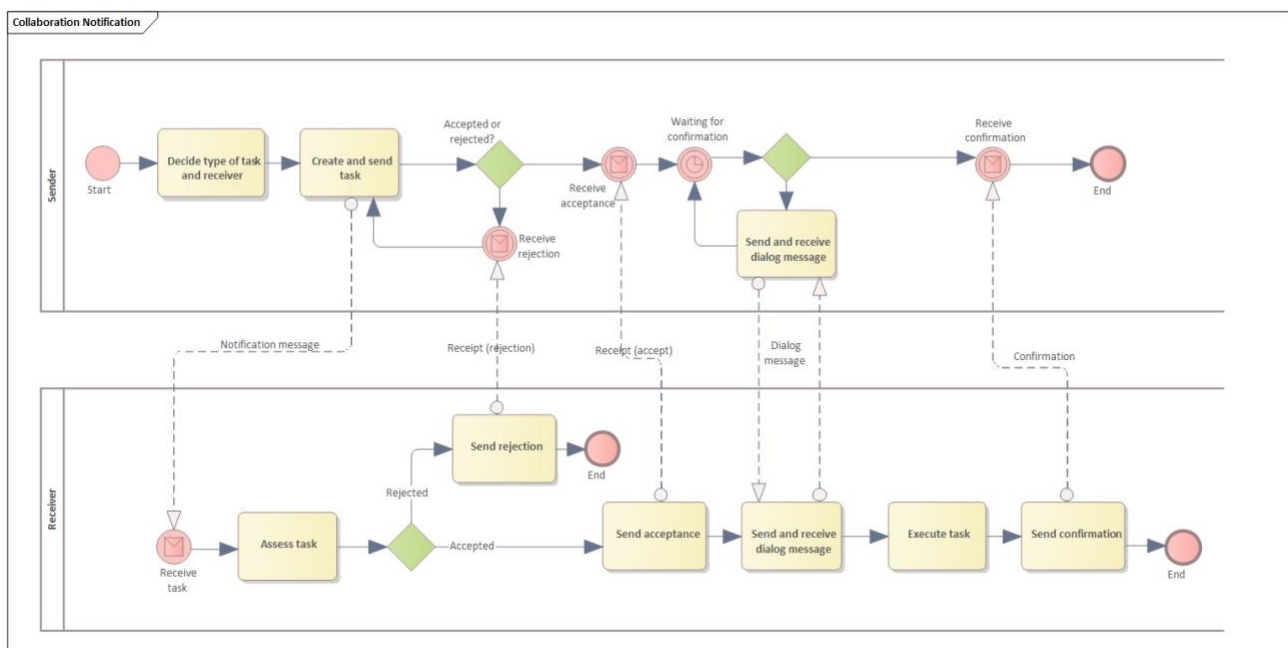 Collaboration Notification
Sender
Start
Decide type of task
and receiver
Create and send
task
Accepted or
rejected?
Receive
rejection
Receive
acceptance
Waiting for
confirmation
Send and receive
dialog message
Receive
confirmation
End
Notification message
Receipt (rejection)
Receipt (accept)
Dialog
message
Confirmation
Receiver
Receive
task
Assess task
Rejected
Accepted
Send rejection
End
Send acceptance
Send and receive
dialog message
Execute task
Send confirmation
End